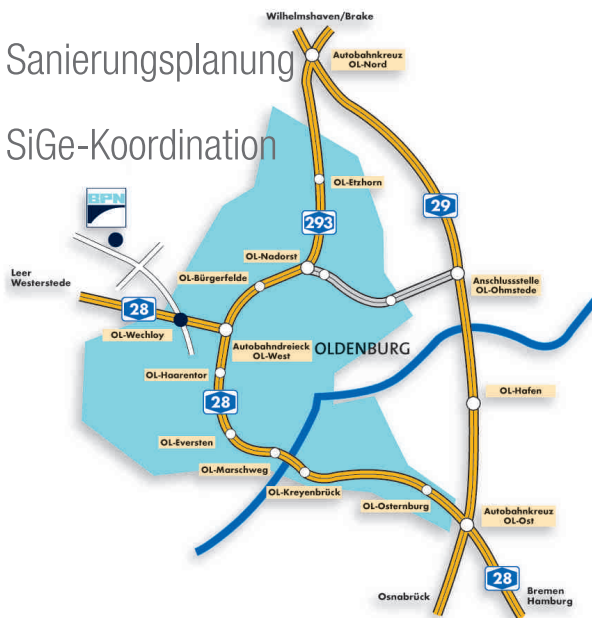 Wilhelmshaven/Brake
Sanierungsplanung
Autobahnkreuz
OL-Nord
SiGe-Koordination
OL-Etzhorn
BPN
29
293
OL-Nadorst
Leer
Westerstede
OL-Bürgerfelde
Anschlussstelle
OL-Ohmstede
28
OL-Wechloy
Autobahndreieck
OL-West
OLDENBURG
OL-Haarentor
28
OL-Hafen
OL-Eversten
OL-Marschweg
OL-Kreyenbrück
OL-Osternburg
Autobahnkreuz
OL-Ost
28
Osnabrück
Bremen
Hamburg